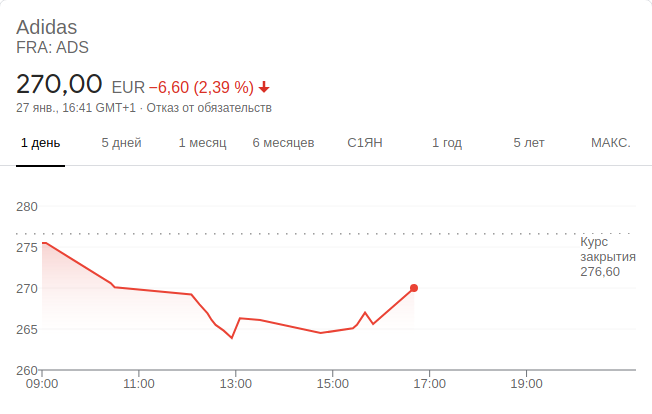 Adidas
FRA: ADS
270,00 EUR −6,60 (2,39 %)
27 янв., 16:41 GMT+1 · Отказ от обязательств
1 день 5 дней 1 месяц 6 месяцев С1ЯН 1 год 5 лет МАКС.
280
275
270
265
260
Курс
закрытия
276,60
09:00 11:00 13:00 15:00 17:00 19:00